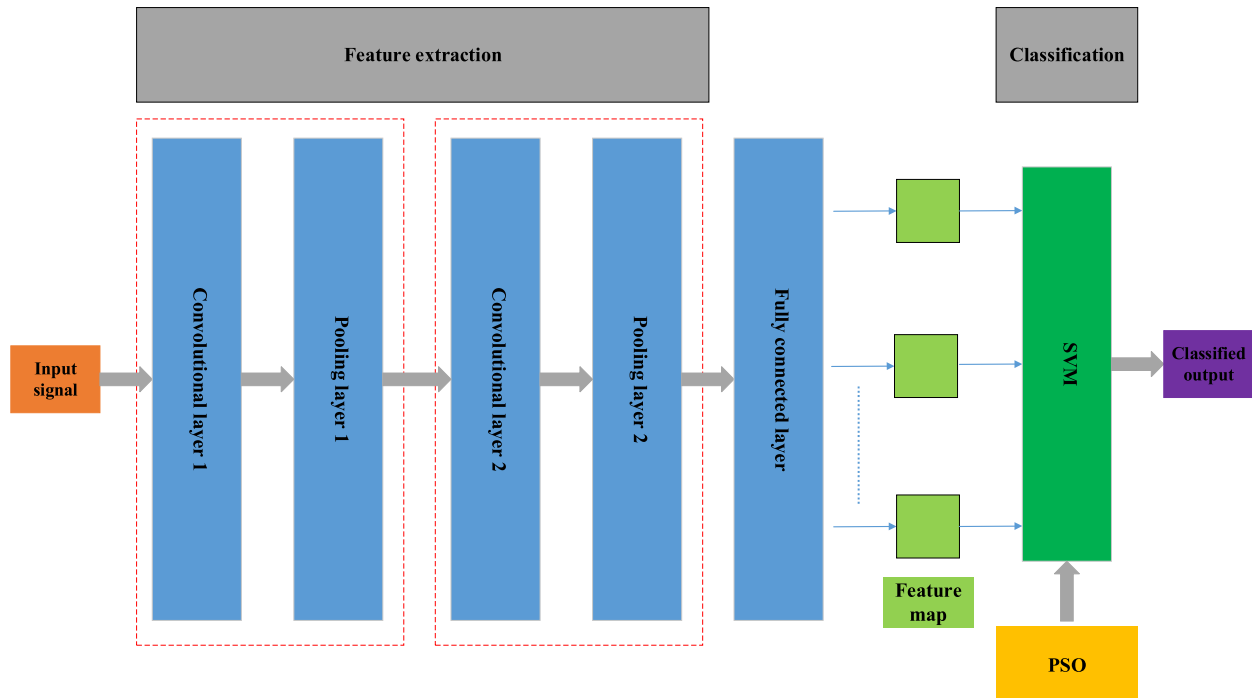 Feature extraction
Classification
Input
signal
Convolutional layer 1
Pooling layer 1
Convolutional layer 2
Pooling layer 2
Fully connected layer
Feature
map
SVM
PSO
Classified
output